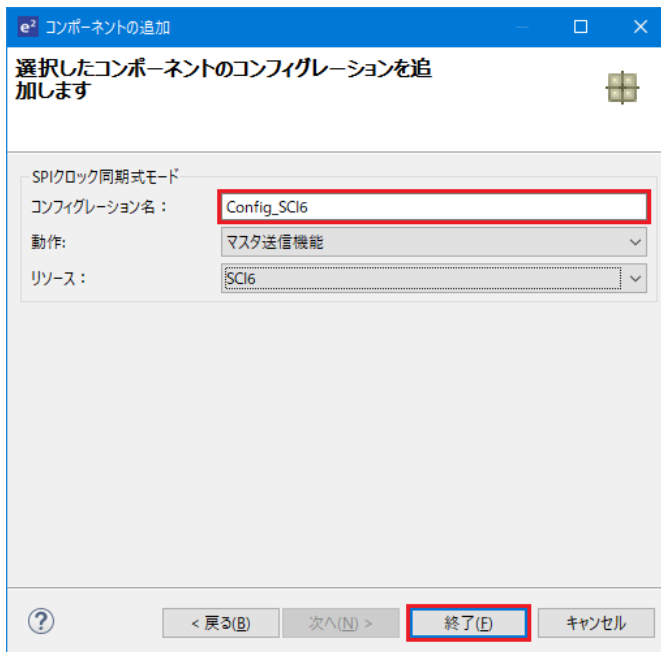 e² コンポーネントの追加
選択したコンポーネントのコンフィグレーションを追
加します
SPIクロック同期式モード
コンフィグレーション名：
Config_SCI6
動作:
マスタ送信機能
リソース：
SCI6
?
< 戻る(B)
次へ(N) >
終了(F)
キャンセル